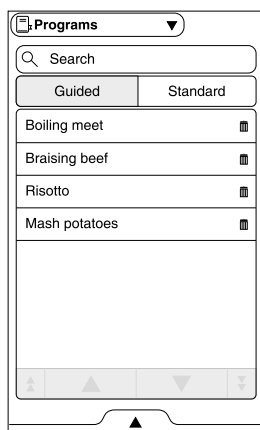 Programs
Search
Guided Standard
Boiling meet
Braising beef
Risotto
Mash potatoes